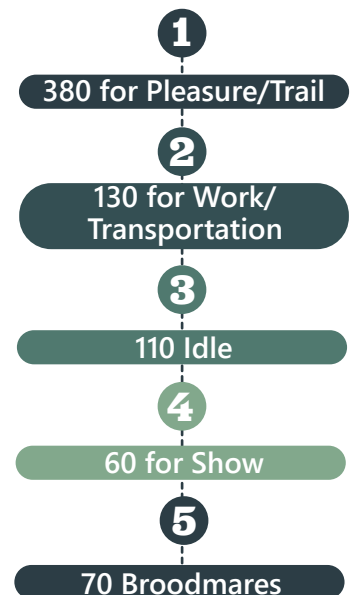 1
380 for Pleasure/Trail
2
130 for Work/
Transportation
3
110 Idle
4
60 for Show
5
70 Broodmares